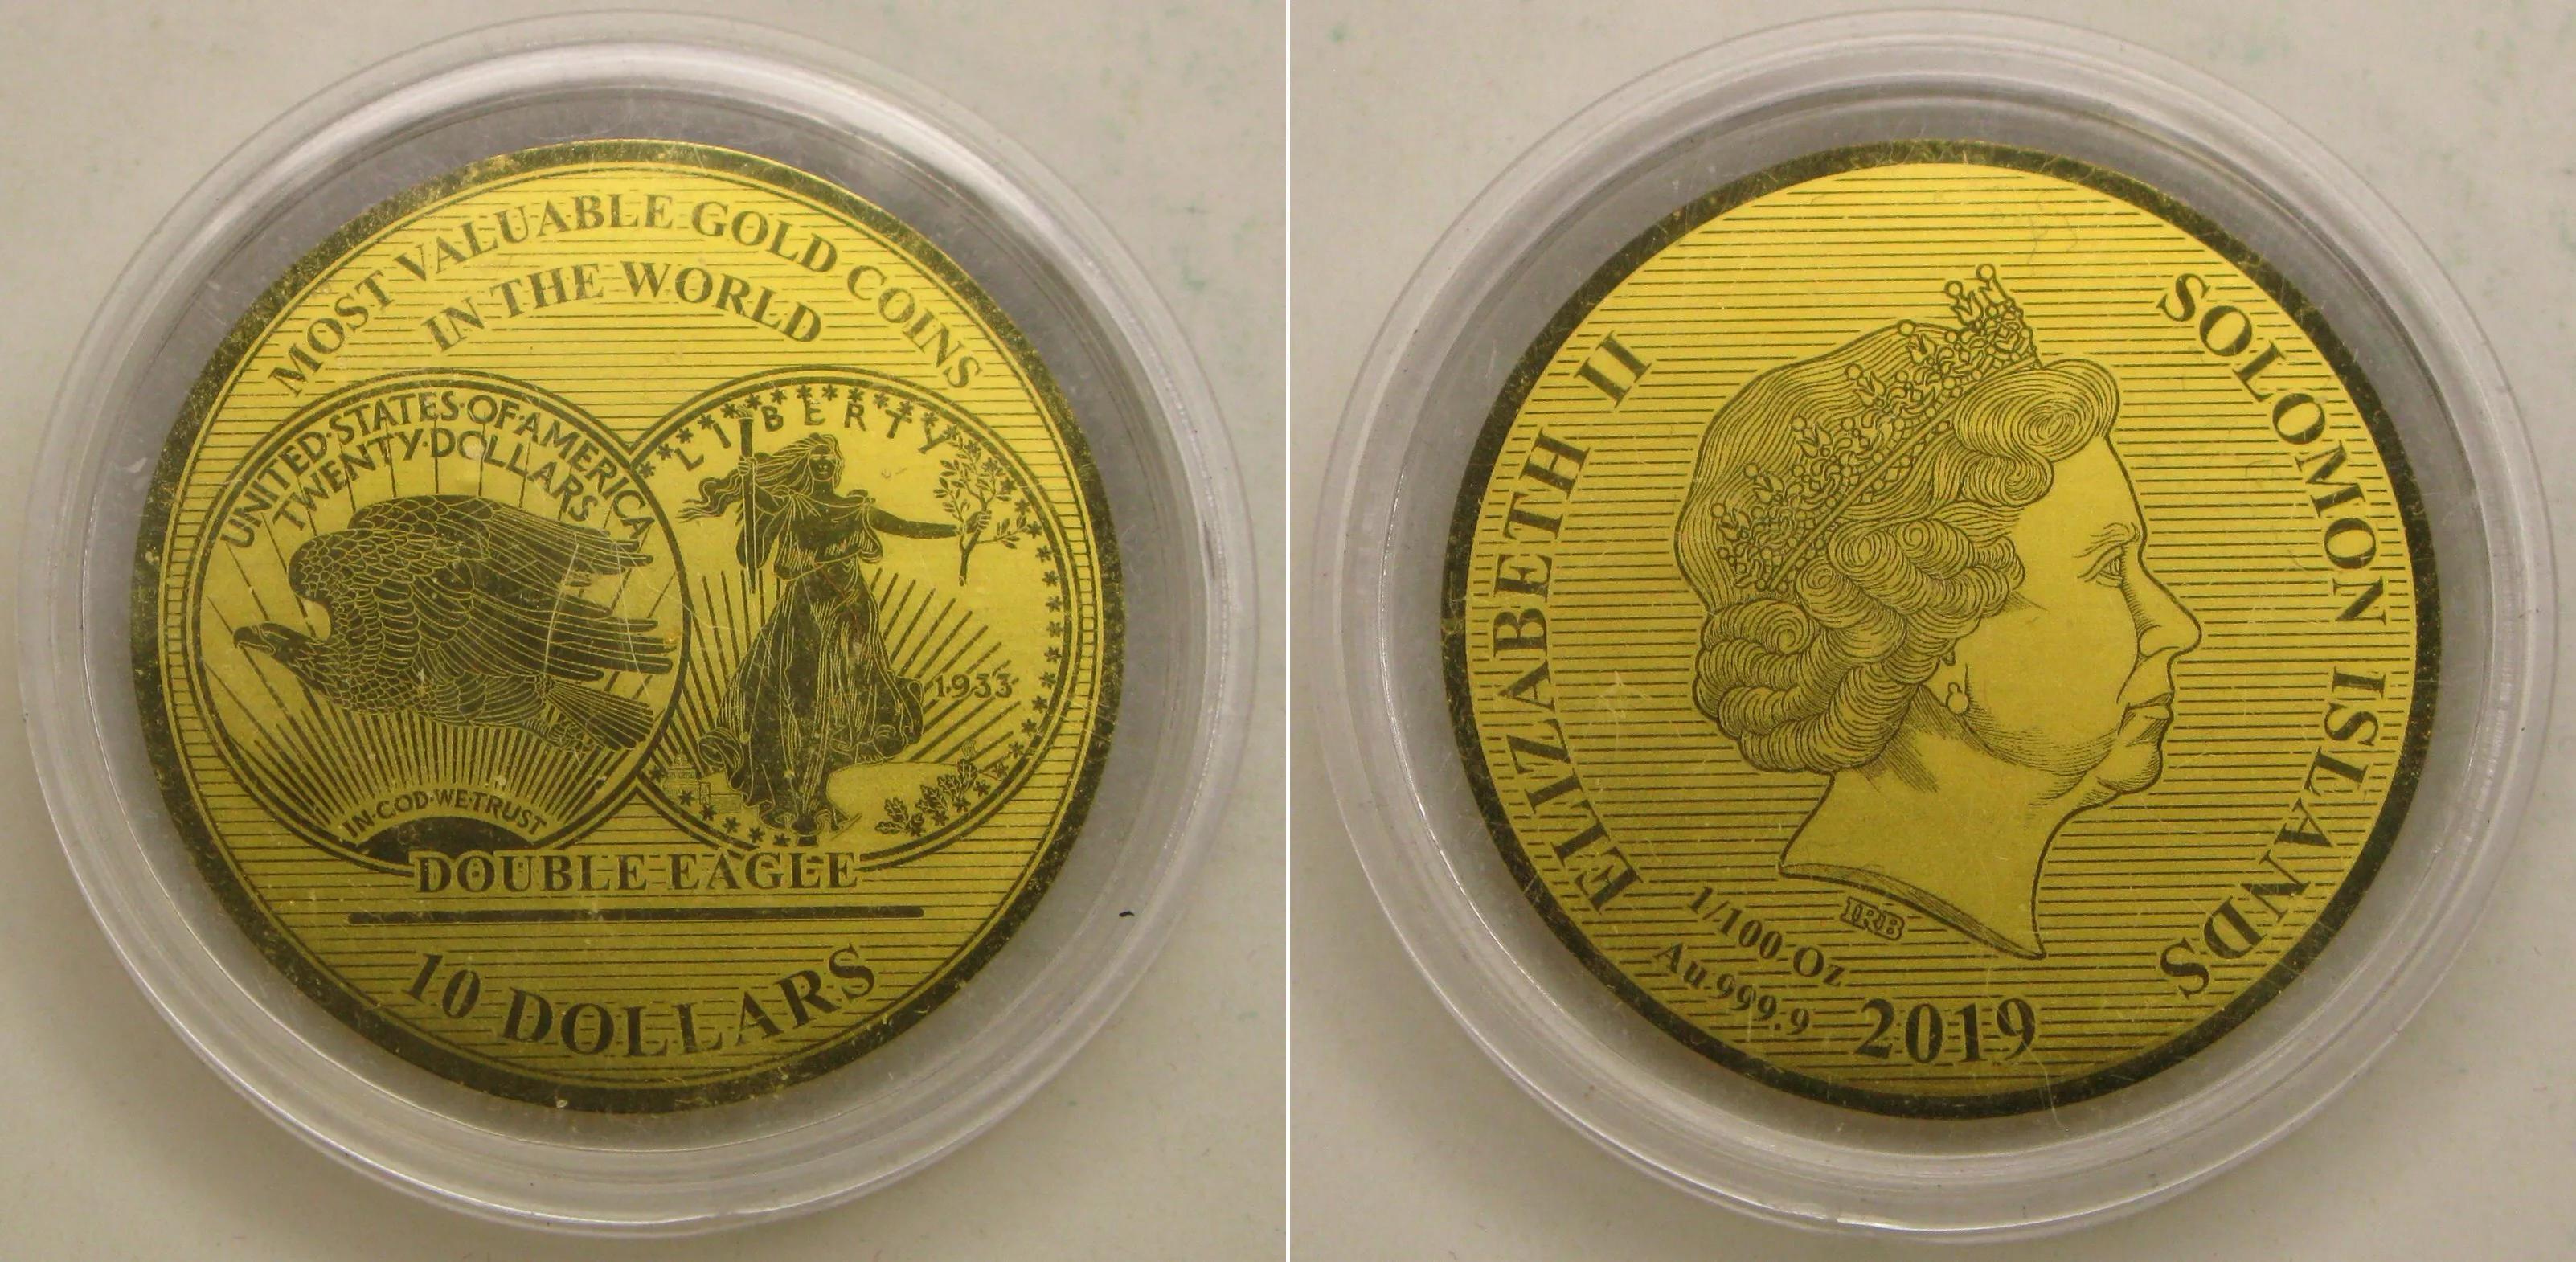 MOST VALUABLE GOLD COINS
IN THE WORLD
UNITED·STATES·OF·AMERICA
TWENTY·DOLLARS
IN·GOD·WE·TRUST
LIBERTY
1933
DOUBLE EAGLE
10 DOLLARS
ELIZABETH II
SOLOMON ISLANDS
IRB
1/100 Oz
Au 999.9
2019